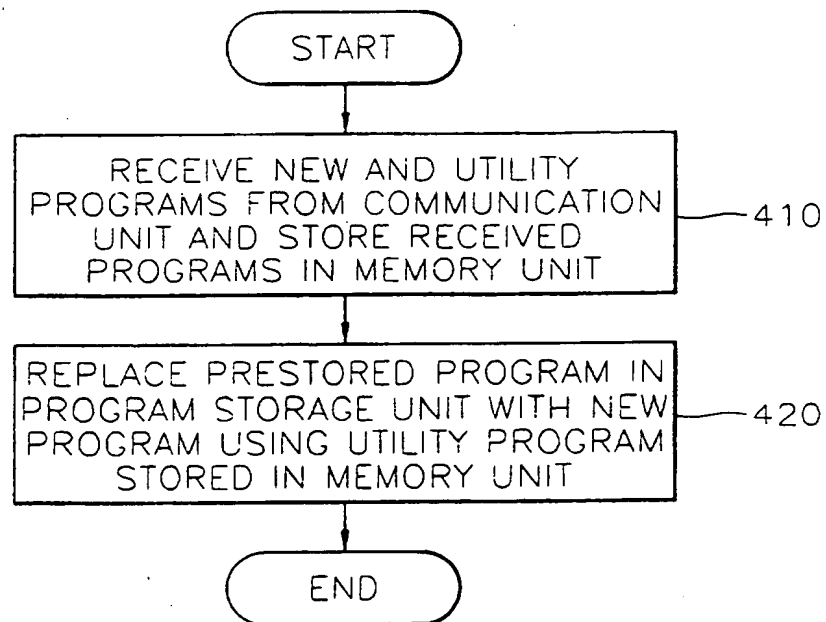 START
RECEIVE NEW AND UTILITY
PROGRAMS FROM COMMUNICATION
UNIT AND STORE RECEIVED
PROGRAMS IN MEMORY UNIT
410
REPLACE PRESTORED PROGRAM IN
PROGRAM STORAGE UNIT WITH NEW
PROGRAM USING UTILITY PROGRAM
STORED IN MEMORY UNIT
420
END